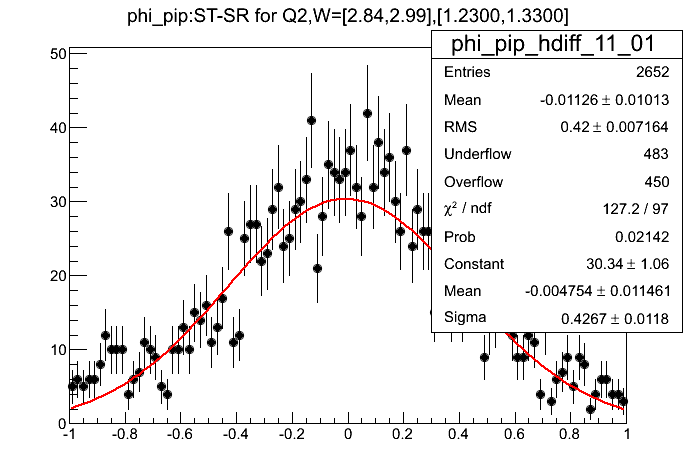 phi_pip:ST-SR for Q2,W=[2.84,2.99],[1.2300,1.3300]
phi_pip_hdiff_11_01
Entries 2652
Mean -0.01126 ± 0.01013
RMS 0.42 ± 0.007164
Underflow 483
Overflow 450
χ² / ndf 127.2 / 97
Prob 0.02142
Constant 30.34 ± 1.06
Mean -0.004754 ± 0.011461
Sigma 0.4267 ± 0.0118
50
40
30
20
10
0
-1 -0.8 -0.6 -0.4 -0.2 0 0.2 0.4 0.6 0.8 1